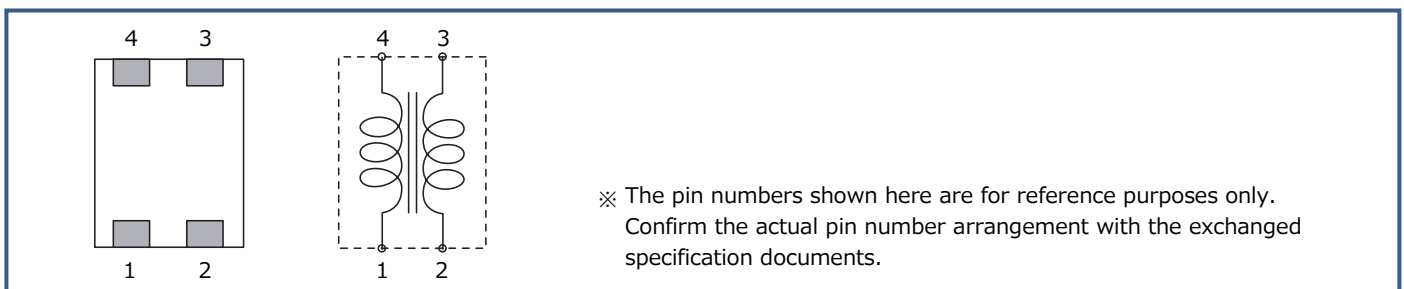 4 3
4 3
※ The pin numbers shown here are for reference purposes only.
Confirm the actual pin number arrangement with the exchanged
specification documents.
1 2
1 2